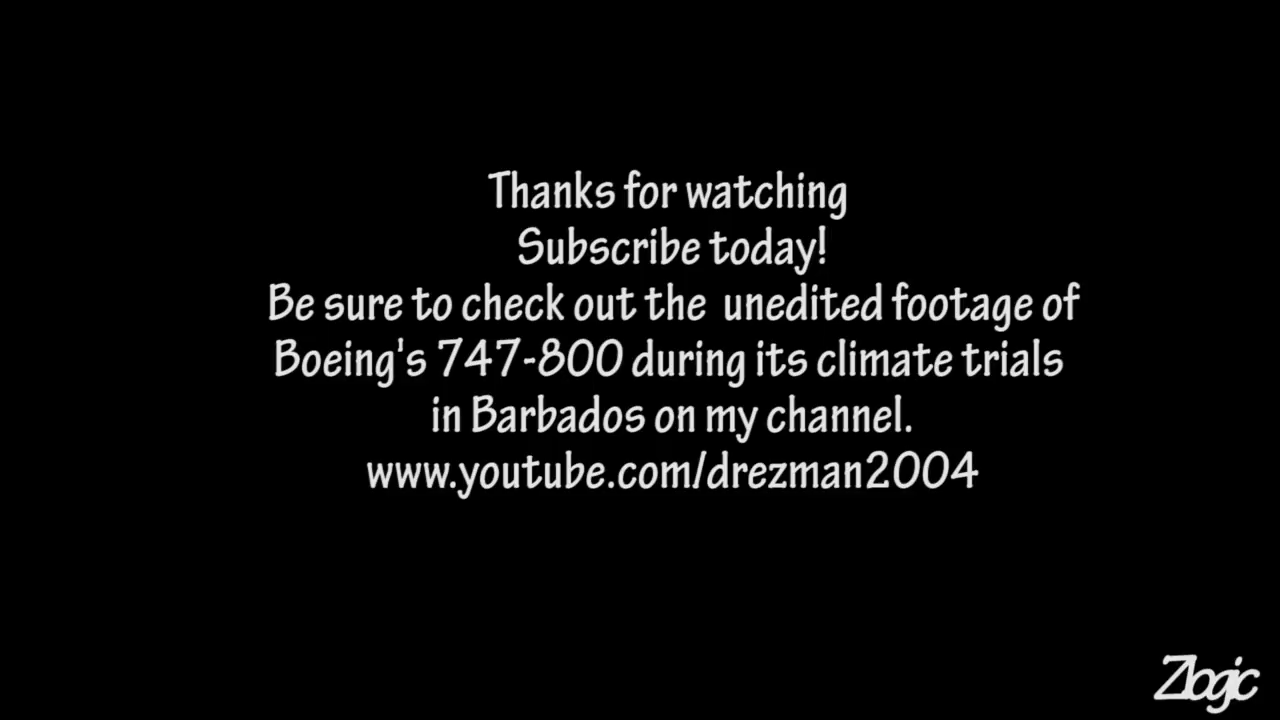 Thanks for watching
Subscribe today!
Be sure to check out the unedited footage of
Boeing's 747-800 during its climate trials
in Barbados on my channel.
www.youtube.com/drezman2004
Zlogic